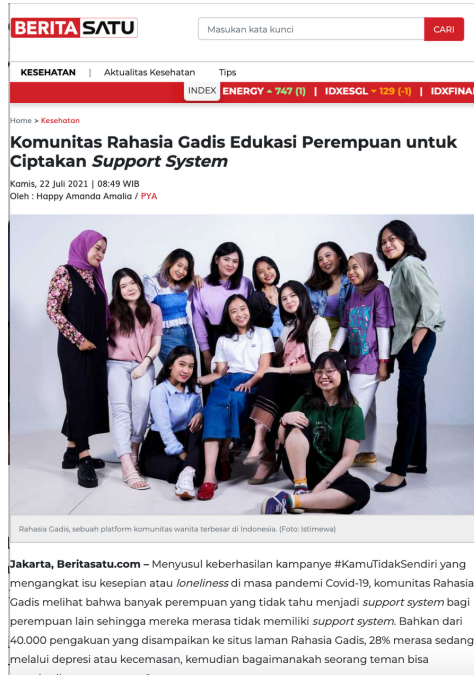 BERITA SATU
Masukan kata kunci
CARI
KESEHATAN | Aktualitas Kesehatan Tips
INDEX ENERGY 747 (1) | IDXESGL 129 (-1) | IDXFINA
Home > Kesehatan
Komunitas Rahasia Gadis Edukasi Perempuan untuk
Ciptakan Support System
Kamis, 22 Juli 2021 | 08:49 WIB
Oleh : Happy Amanda Amalia / PYA
Rahasia Gadis, sebuah platform komunitas wanita terbesar di Indonesia. (Foto: Istimewa)
Jakarta, Beritasatu.com – Menyusul keberhasilan kampanye #KamuTidakSendiri yang
mengangkat isu kesepian atau loneliness di masa pandemi Covid-19, komunitas Rahasia
Gadis melihat bahwa banyak perempuan yang tidak tahu menjadi support system bagi
perempuan lain sehingga mereka merasa tidak memiliki support system. Bahkan dari
40.000 pengakuan yang disampaikan ke situs laman Rahasia Gadis, 28% merasa sedang
melalui depresi atau kecemasan, kemudian bagaimanakah seorang teman bisa